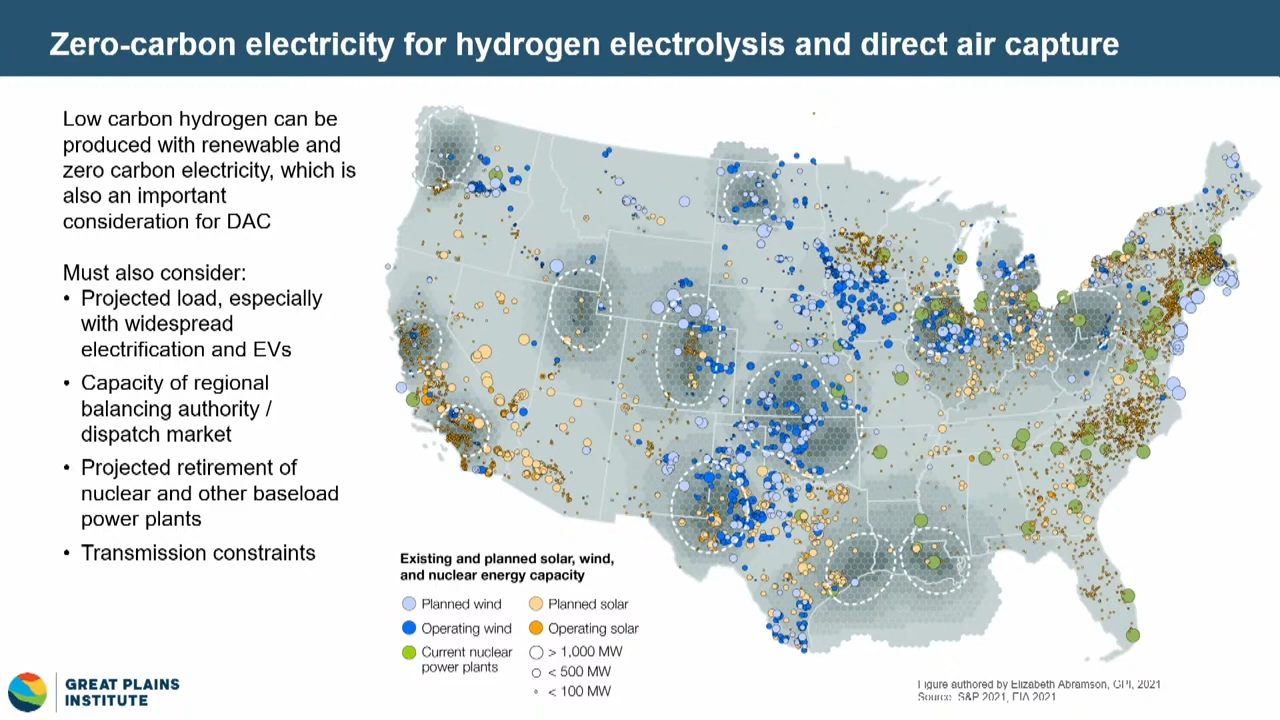 Zero-carbon electricity for hydrogen electrolysis and direct air capture
Low carbon hydrogen can be
produced with renewable and
zero carbon electricity, which is
also an important
consideration for DAC
Must also consider:
• Projected load, especially
with widespread
electrification and EVs
• Capacity of regional
balancing authority /
dispatch market
• Projected retirement of
nuclear and other baseload
power plants
• Transmission constraints
Existing and planned solar, wind,
and nuclear energy capacity
Planned wind
Operating wind
Current nuclear
power plants
Planned solar
Operating solar
> 1,000 MW
< 500 MW
< 100 MW
GREAT PLAINS
INSTITUTE
Figure authored by Elizabeth Abramson, GPI, 2021
Source: S&P 2021, EIA 2021